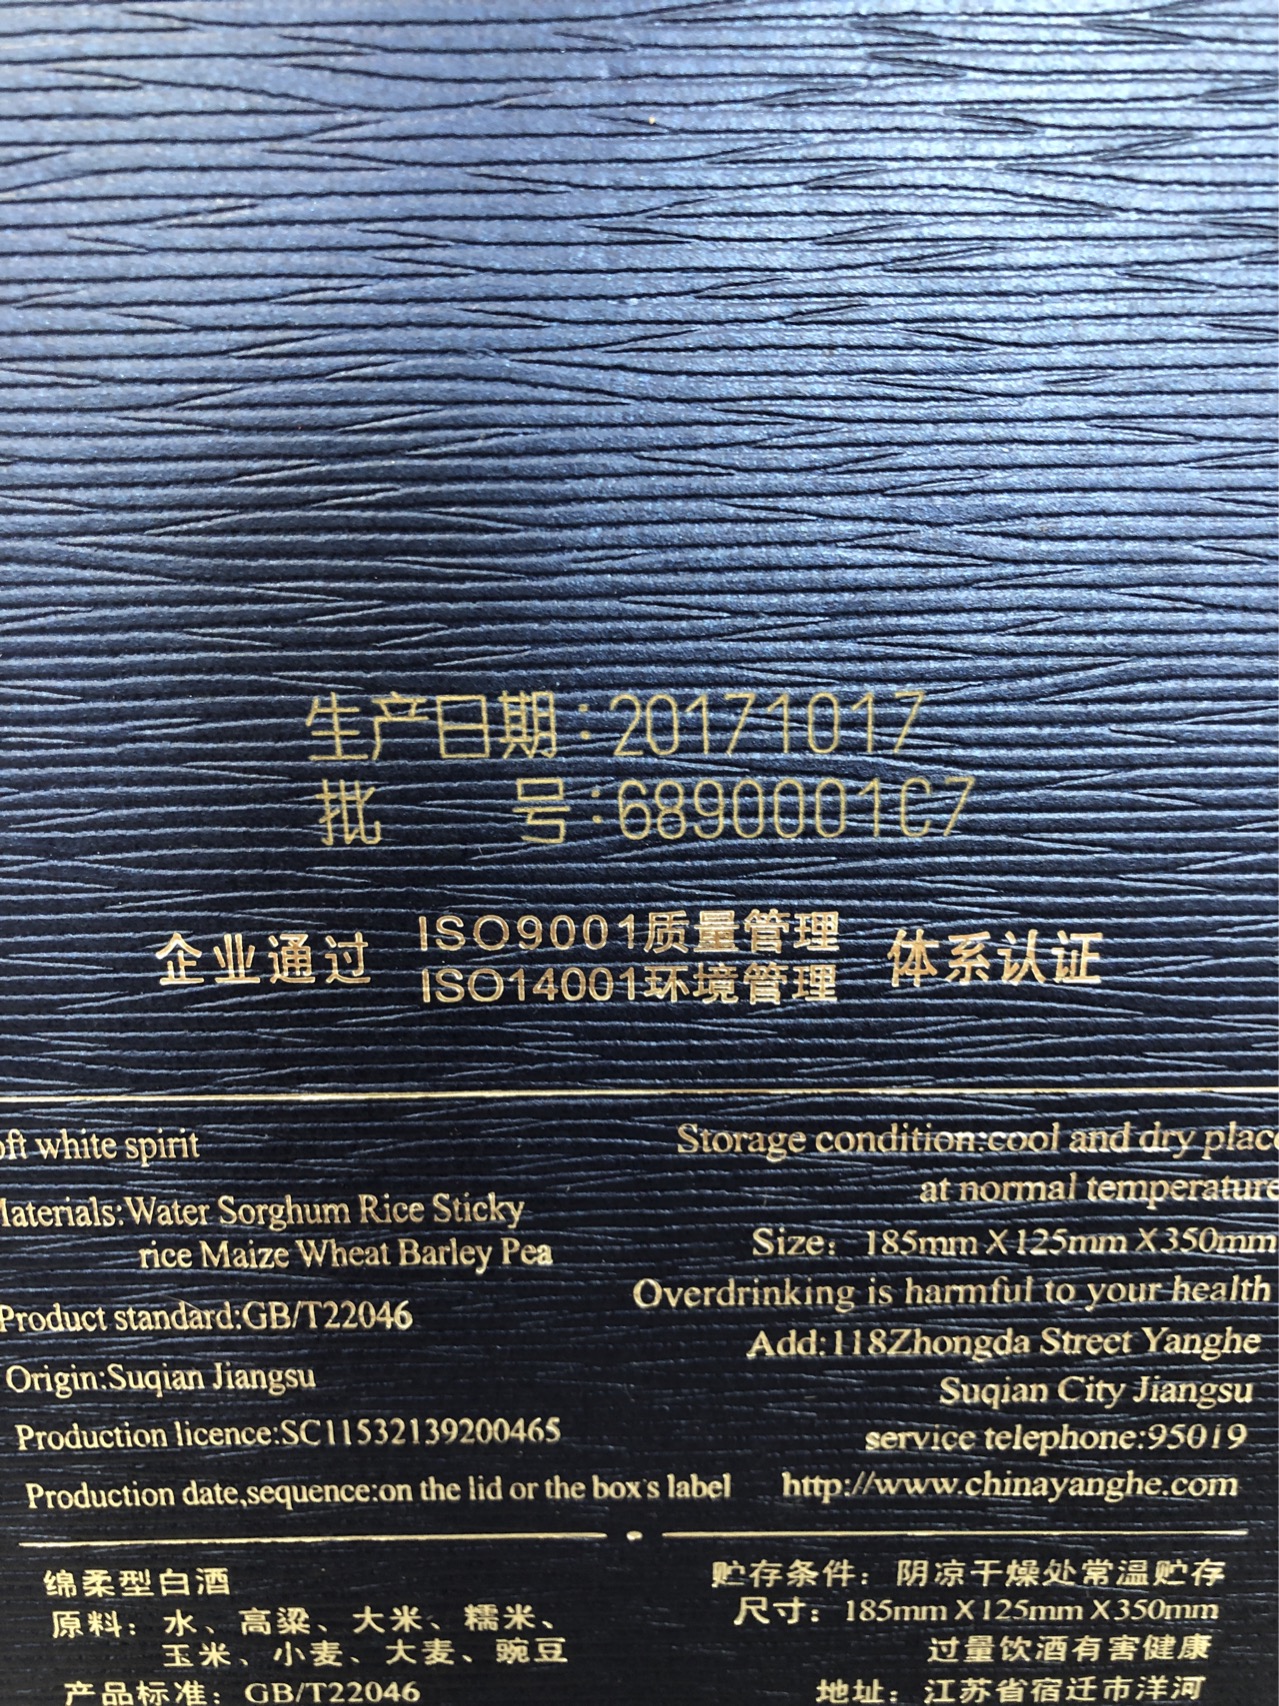 生产日期:20171017
批 号:6890001C7
企业通过 ISO9001质量管理 体系认证
ISO14001环境管理
oft white spirit
Materials:Water Sorghum Rice Sticky
rice Maize Wheat Barley Pea
Product standard:GB/T22046
Origin:Suqian Jiangsu
Production licence:SC11532139200465
Production date,sequence:on the lid or the box's label
Storage condition:cool and dry place
at normal temperature
Size: 185mm X 125mm X 350mm
Overdrinking is harmful to your health
Add:118Zhongda Street Yanghe
Suqian City Jiangsu
service telephone:95019
http://www.chinayanghe.com
绵柔型白酒
原料:水、高粱、大米、糯米、
玉米、小麦、大麦、豌豆
产品标准:GB/T22046
贮存条件:阴凉干燥处常温贮存
尺寸:185mm X 125mm X 350mm
过量饮酒有害健康
地址:江苏省宿迁市洋河